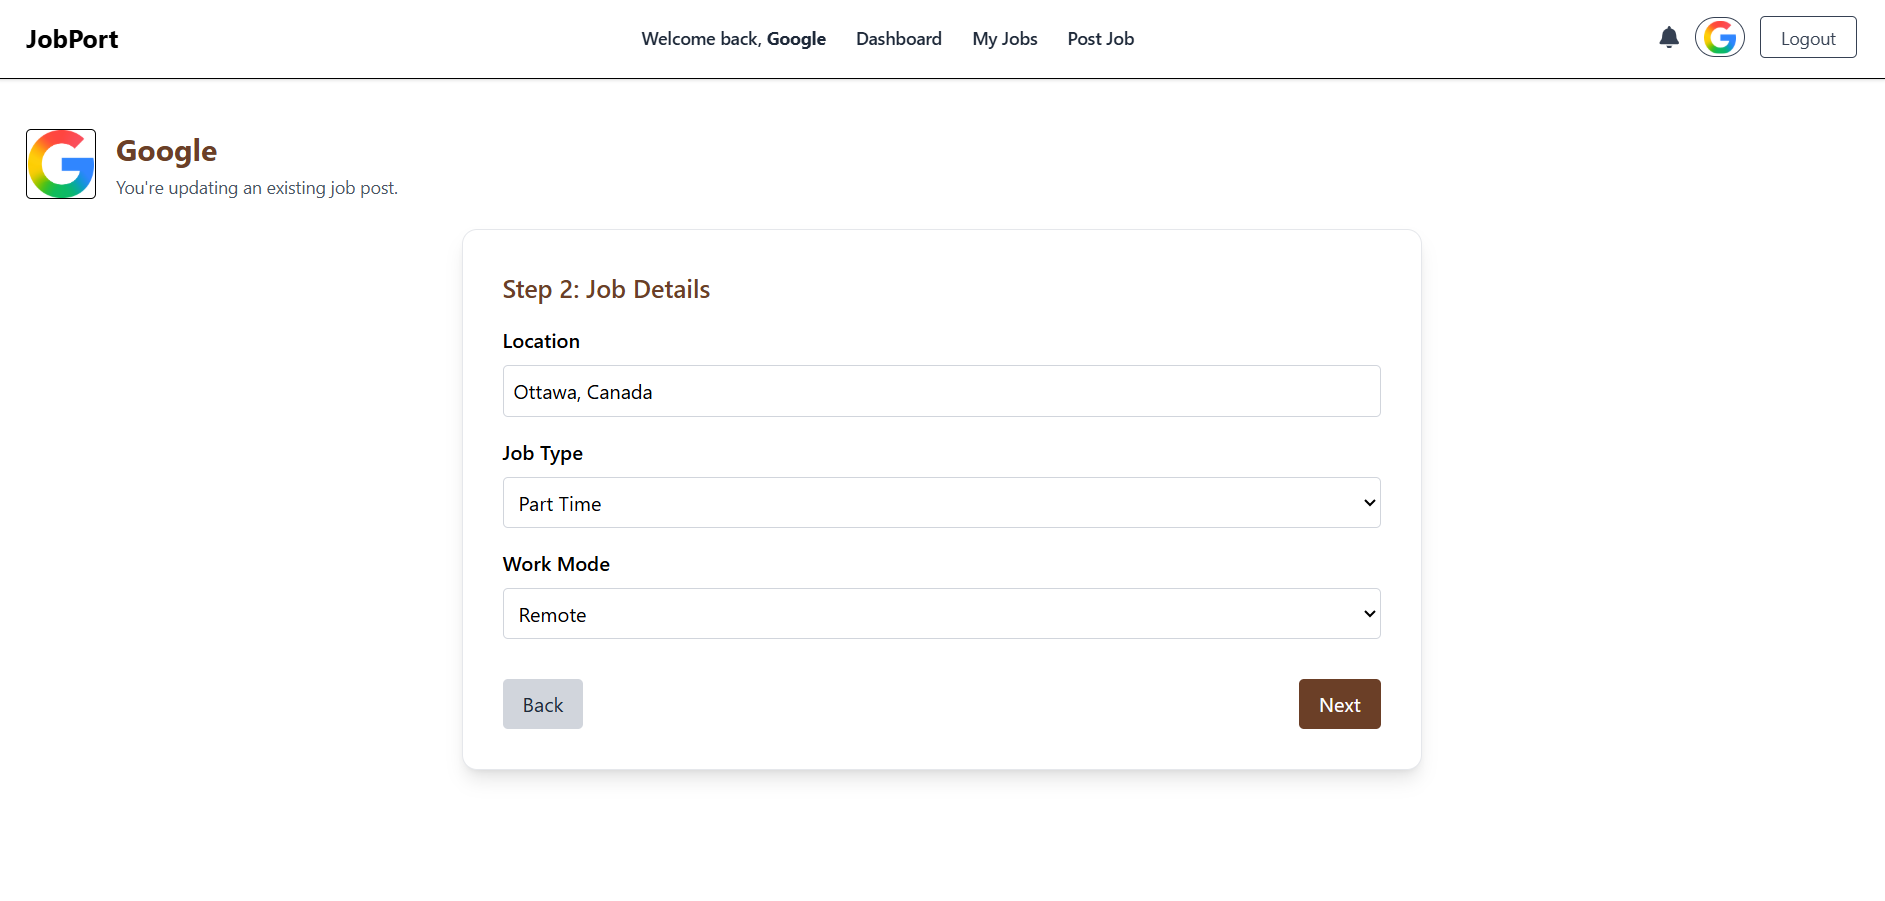 JobPort
Welcome back, Google Dashboard My Jobs Post Job
Logout
Google
You're updating an existing job post.
Step 2: Job Details
Location
Ottawa, Canada
Job Type
Part Time
Work Mode
Remote
Back
Next